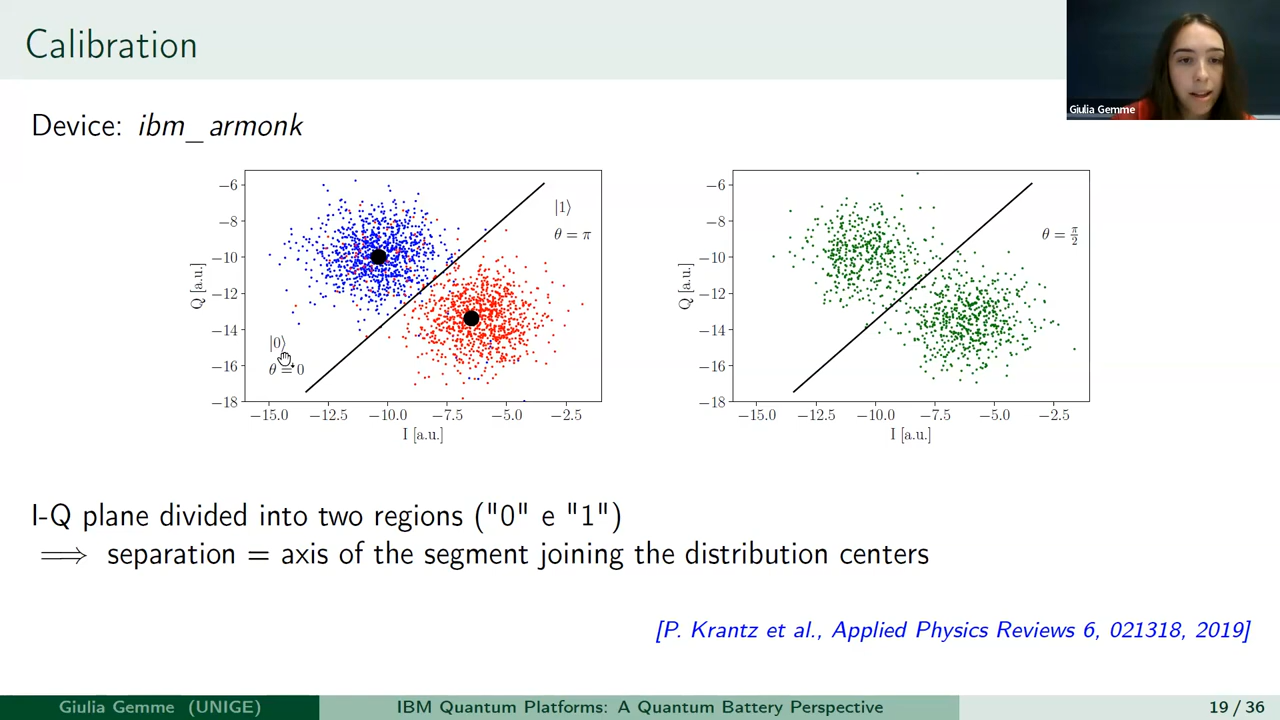 Calibration
Giulia Gemme
Device: ibm_armonk
−6
−8
−10
−12
−14
−16
−18
Q [a.u.]
|1⟩
θ = π
|0⟩
θ = 0
−15.0 −12.5 −10.0 −7.5 −5.0 −2.5
I [a.u.]
−6
−8
−10
−12
−14
−16
−18
Q [a.u.]
θ = π/2
−15.0 −12.5 −10.0 −7.5 −5.0 −2.5
I [a.u.]
I-Q plane divided into two regions ("0" e "1")
⟹ separation = axis of the segment joining the distribution centers
[P. Krantz et al., Applied Physics Reviews 6, 021318, 2019]
Giulia Gemme (UNIGE) IBM Quantum Platforms: A Quantum Battery Perspective 19 / 36